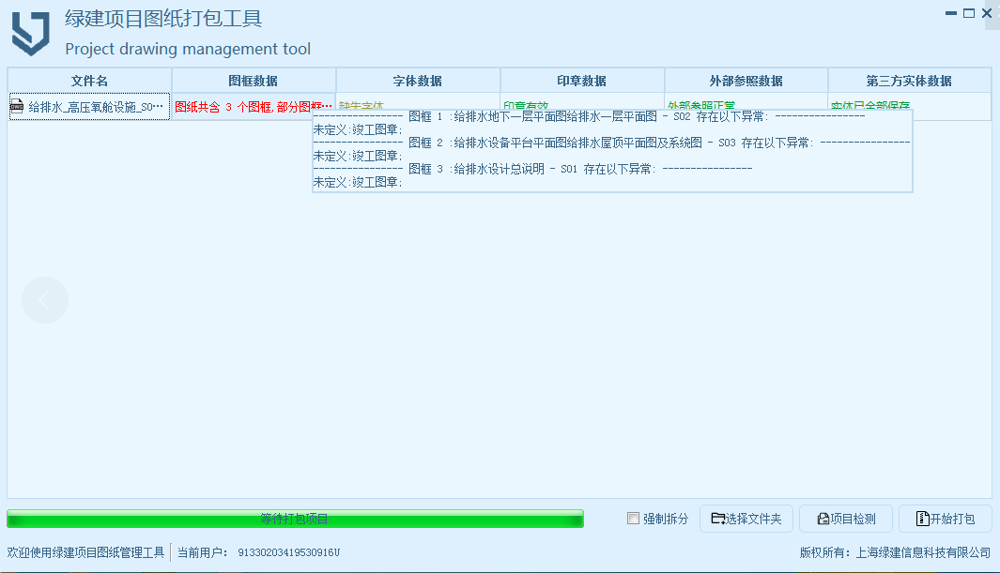 绿建项目图纸打包工具
Project drawing management tool
文件名 图框数据 字体数据 印章数据 外部参照数据 第三方实体数据
给排水_高压氧舱设施_S0… 图纸共含 3 个图框,部分图框… 缺失字体 印章有效 外部参照正常 实体已全部保存
---------------- 图框 1 :给排水地下一层平面图给排水一层平面图 - S02 存在以下异常: ----------------
未定义:竣工图章;
---------------- 图框 2 :给排水设备平台平面图给排水屋顶平面图及系统图 - S03 存在以下异常: ----------------
未定义:竣工图章;
---------------- 图框 3 :给排水设计总说明 - S01 存在以下异常: ----------------
未定义:竣工图章;
等待打包项目 强制拆分 选择文件夹 项目检测 开始打包
欢迎使用绿建项目图纸管理工具 当前用户: 91330203419530916U 版权所有: 上海绿建信息科技有限公司